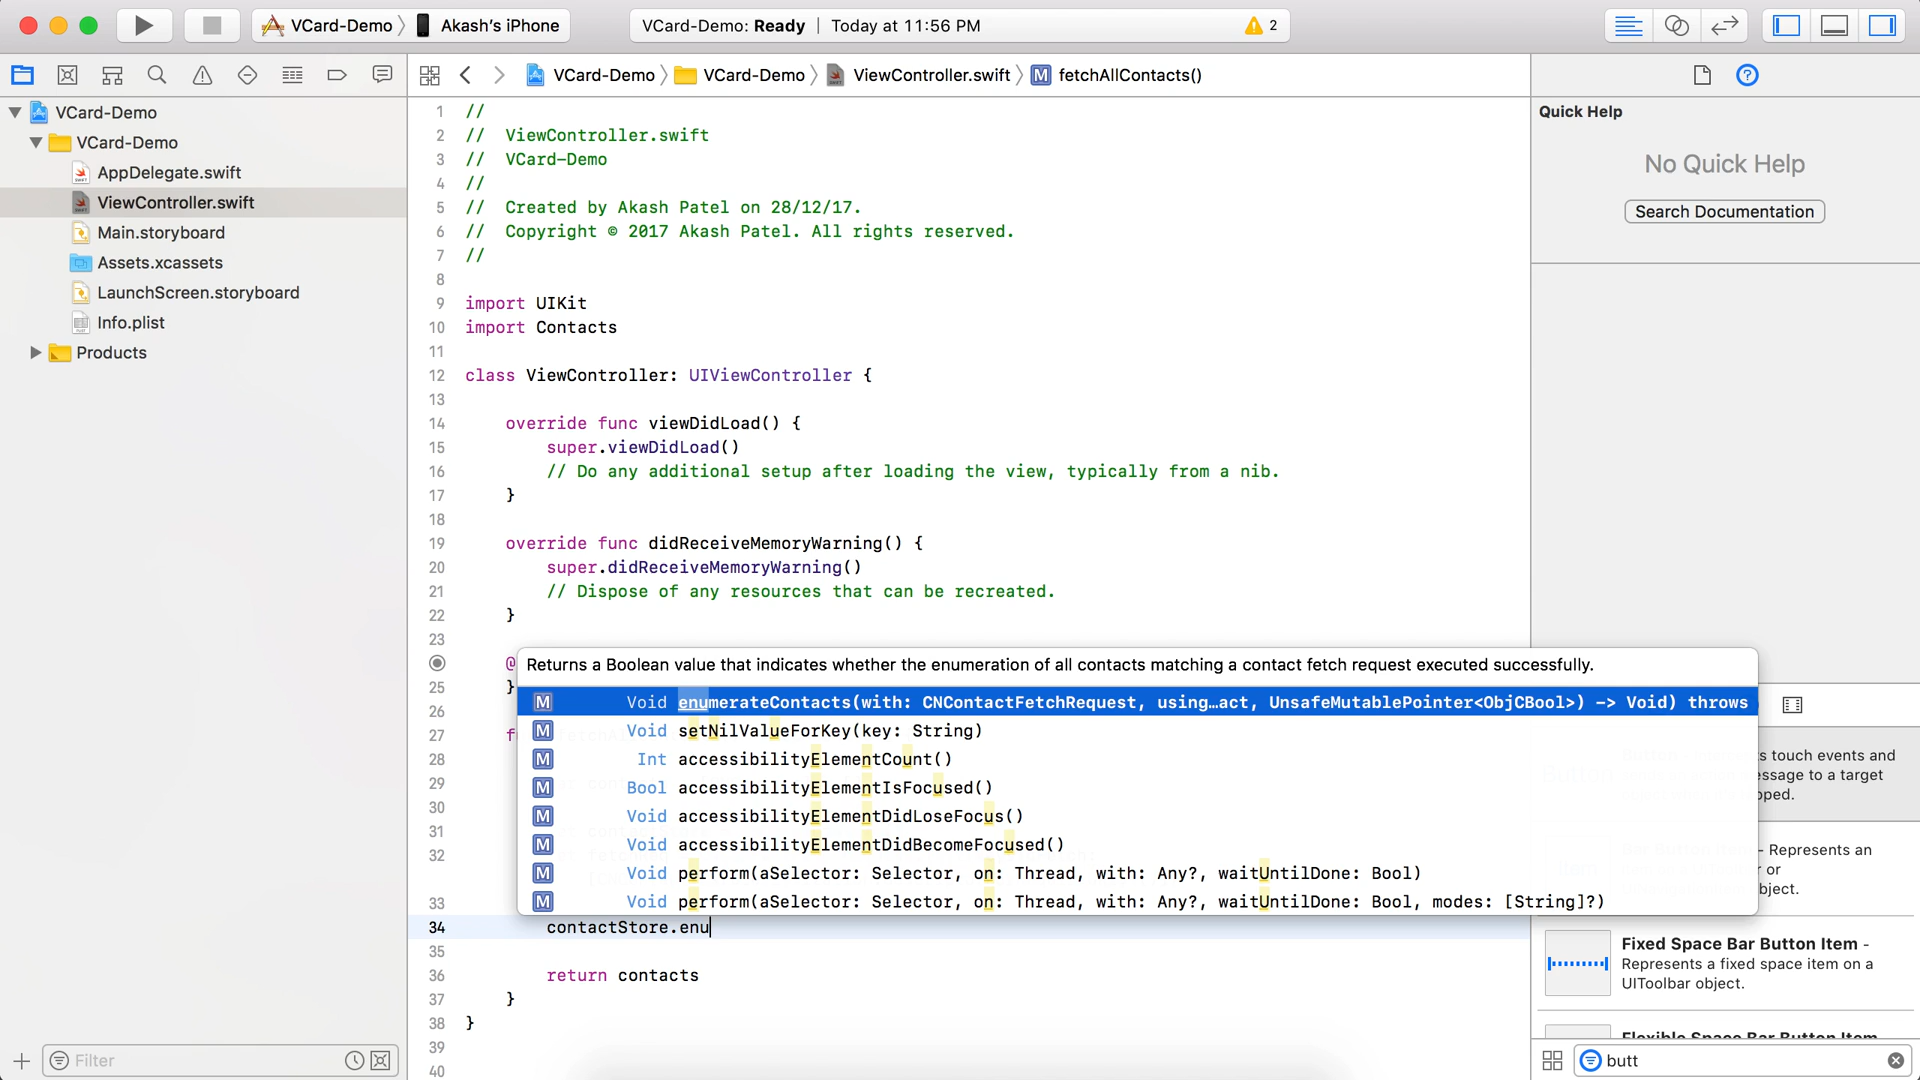 VCard-Demo
Akash's iPhone
VCard-Demo: Ready | Today at 11:56 PM
2
VCard-Demo
VCard-Demo
ViewController.swift
M fetchAllContacts()
VCard-Demo
VCard-Demo
AppDelegate.swift
ViewController.swift
Main.storyboard
Assets.xcassets
LaunchScreen.storyboard
Info.plist
Products
Filter
1 //
2 // ViewController.swift
3 // VCard-Demo
4 //
5 // Created by Akash Patel on 28/12/17.
6 // Copyright © 2017 Akash Patel. All rights reserved.
7 //
8
9 import UIKit
10 import Contacts
11
12 class ViewController: UIViewController {
13
14 override func viewDidLoad() {
15 super.viewDidLoad()
16 // Do any additional setup after loading the view, typically from a nib.
17 }
18
19 override func didReceiveMemoryWarning() {
20 super.didReceiveMemoryWarning()
21 // Dispose of any resources that can be recreated.
22 }
23
@
Returns a Boolean value that indicates whether the enumeration of all contacts matching a contact fetch request executed successfully.
25 }
M Void enumerateContacts(with: CNContactFetchRequest, using…act, UnsafeMutablePointer<ObjCBool>) -> Void) throws
26
M Void setNilValueForKey(key: String)
27 f
M Int accessibilityElementCount()
28
M Bool accessibilityElementIsFocused()
29
M Void accessibilityElementDidLoseFocus()
30
M Void accessibilityElementDidBecomeFocused()
31
M Void perform(aSelector: Selector, on: Thread, with: Any?, waitUntilDone: Bool)
32
M Void perform(aSelector: Selector, on: Thread, with: Any?, waitUntilDone: Bool, modes: [String]?)
33
34 contactStore.enu
35
36 return contacts
37 }
38 }
39
40
Quick Help
No Quick Help
Search Documentation
touch events and
message to a target
- Represents an
or
object.
Fixed Space Bar Button Item -
Represents a fixed space item on a
UIToolbar object.
Flexible Space Bar Button Item
butt